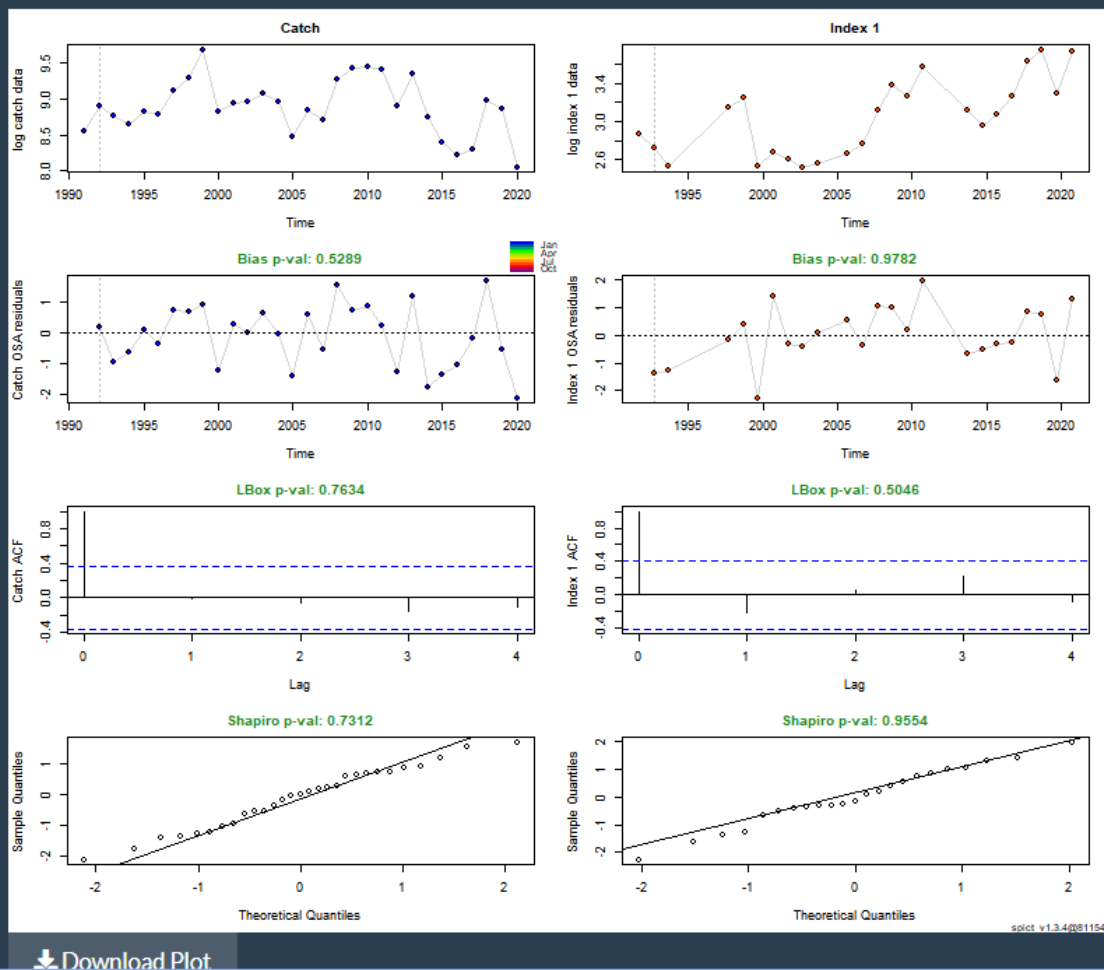 Catch
log catch data
8.0 8.5 9.0 9.5
1990 1995 2000 2005 2010 2015 2020
Time
Index 1
log index 1 data
2.6 3.0 3.4
1995 2000 2005 2010 2015 2020
Time
Jan
Apr
Jul
Oct
Bias p-val: 0.5289
Catch OSA residuals
-2 -1 0 1
1990 1995 2000 2005 2010 2015 2020
Time
Bias p-val: 0.9782
Index 1 OSA residuals
-2 -1 0 1 2
1995 2000 2005 2010 2015 2020
Time
LBox p-val: 0.7634
Catch ACF
-0.4 0.0 0.4 0.8
0 1 2 3 4
Lag
LBox p-val: 0.5046
Index 1 ACF
-0.4 0.0 0.4 0.8
0 1 2 3 4
Lag
Shapiro p-val: 0.7312
Sample Quantiles
-2 -1 0 1
-2 -1 0 1 2
Theoretical Quantiles
Shapiro p-val: 0.9554
Sample Quantiles
-2 -1 0 1 2
-2 -1 0 1 2
Theoretical Quantiles
Download Plot